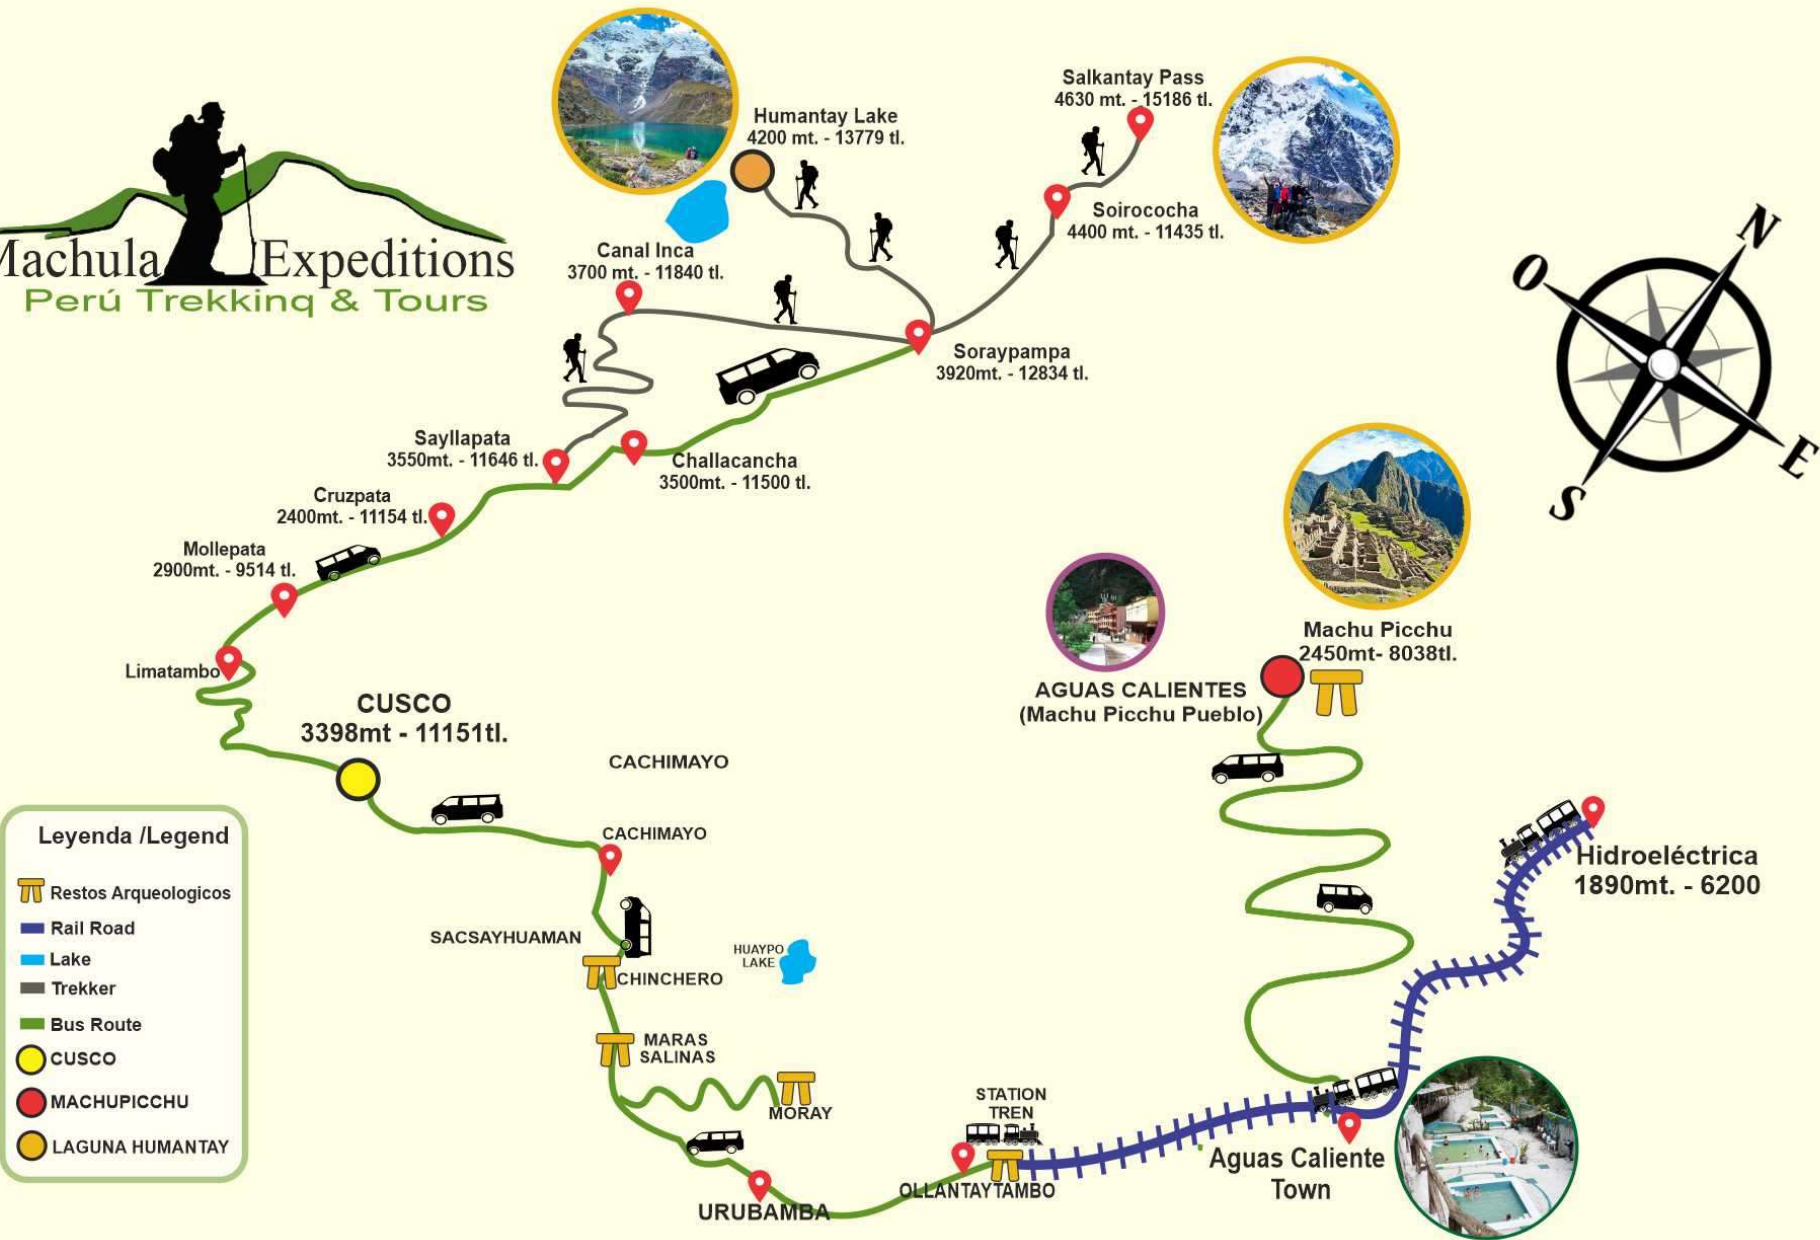 Machula Expeditions
Perú Trekking & Tours
Humantay Lake
4200 mt. - 13779 tl.
Salkantay Pass
4630 mt. - 15186 tl.
Soirococha
4400 mt. - 11435 tl.
Canal Inca
3700 mt. - 11840 tl.
Soraypampa
3920mt. - 12834 tl.
N
O
E
S
Sayllapata
3550mt. - 11646 tl.
Challacancha
3500mt. - 11500 tl.
Cruzpata
2400mt. - 11154 tl.
Mollepata
2900mt. - 9514 tl.
Limatambo
CUSCO
3398mt - 11151tl.
CACHIMAYO
CACHIMAYO
SACSAYHUAMAN
CHINCHERO
HUAYPO
LAKE
MARAS
SALINAS
MORAY
URUBAMBA
STATION
TREN
OLLANTAYTAMBO
Machu Picchu
2450mt- 8038tl.
AGUAS CALIENTES
(Machu Picchu Pueblo)
Hidroeléctrica
1890mt. - 6200
Aguas Caliente
Town
Leyenda /Legend
Restos Arqueologicos
Rail Road
Lake
Trekker
Bus Route
CUSCO
MACHUPICCHU
LAGUNA HUMANTAY